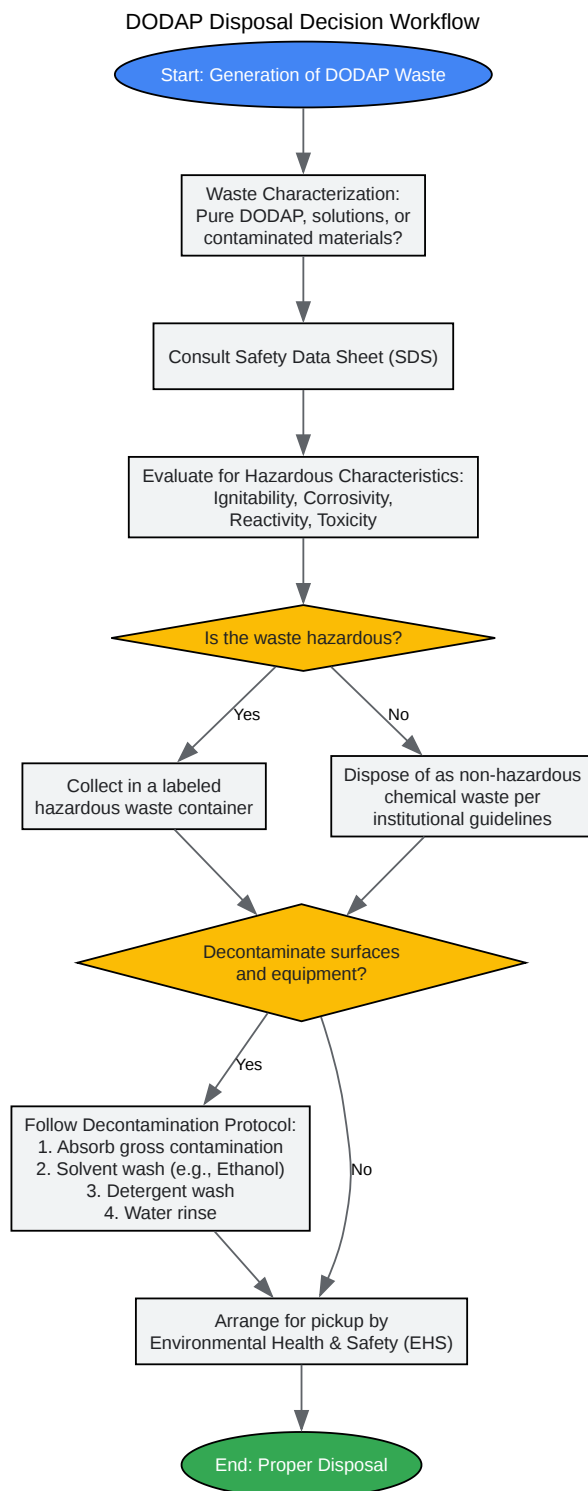 DODAP Disposal Decision Workflow
Start: Generation of DODAP Waste
Waste Characterization:
Pure DODAP, solutions, or
contaminated materials?
Consult Safety Data Sheet (SDS)
Evaluate for Hazardous Characteristics:
Ignitability, Corrosivity,
Reactivity, Toxicity
Is the waste hazardous?
Yes
No
Collect in a labeled
hazardous waste container
Dispose of as non-hazardous
chemical waste per
institutional guidelines
Decontaminate surfaces
and equipment?
Yes
No
Follow Decontamination Protocol:
1. Absorb gross contamination
2. Solvent wash (e.g., Ethanol)
3. Detergent wash
4. Water rinse
Arrange for pickup by
Environmental Health & Safety (EHS)
End: Proper Disposal